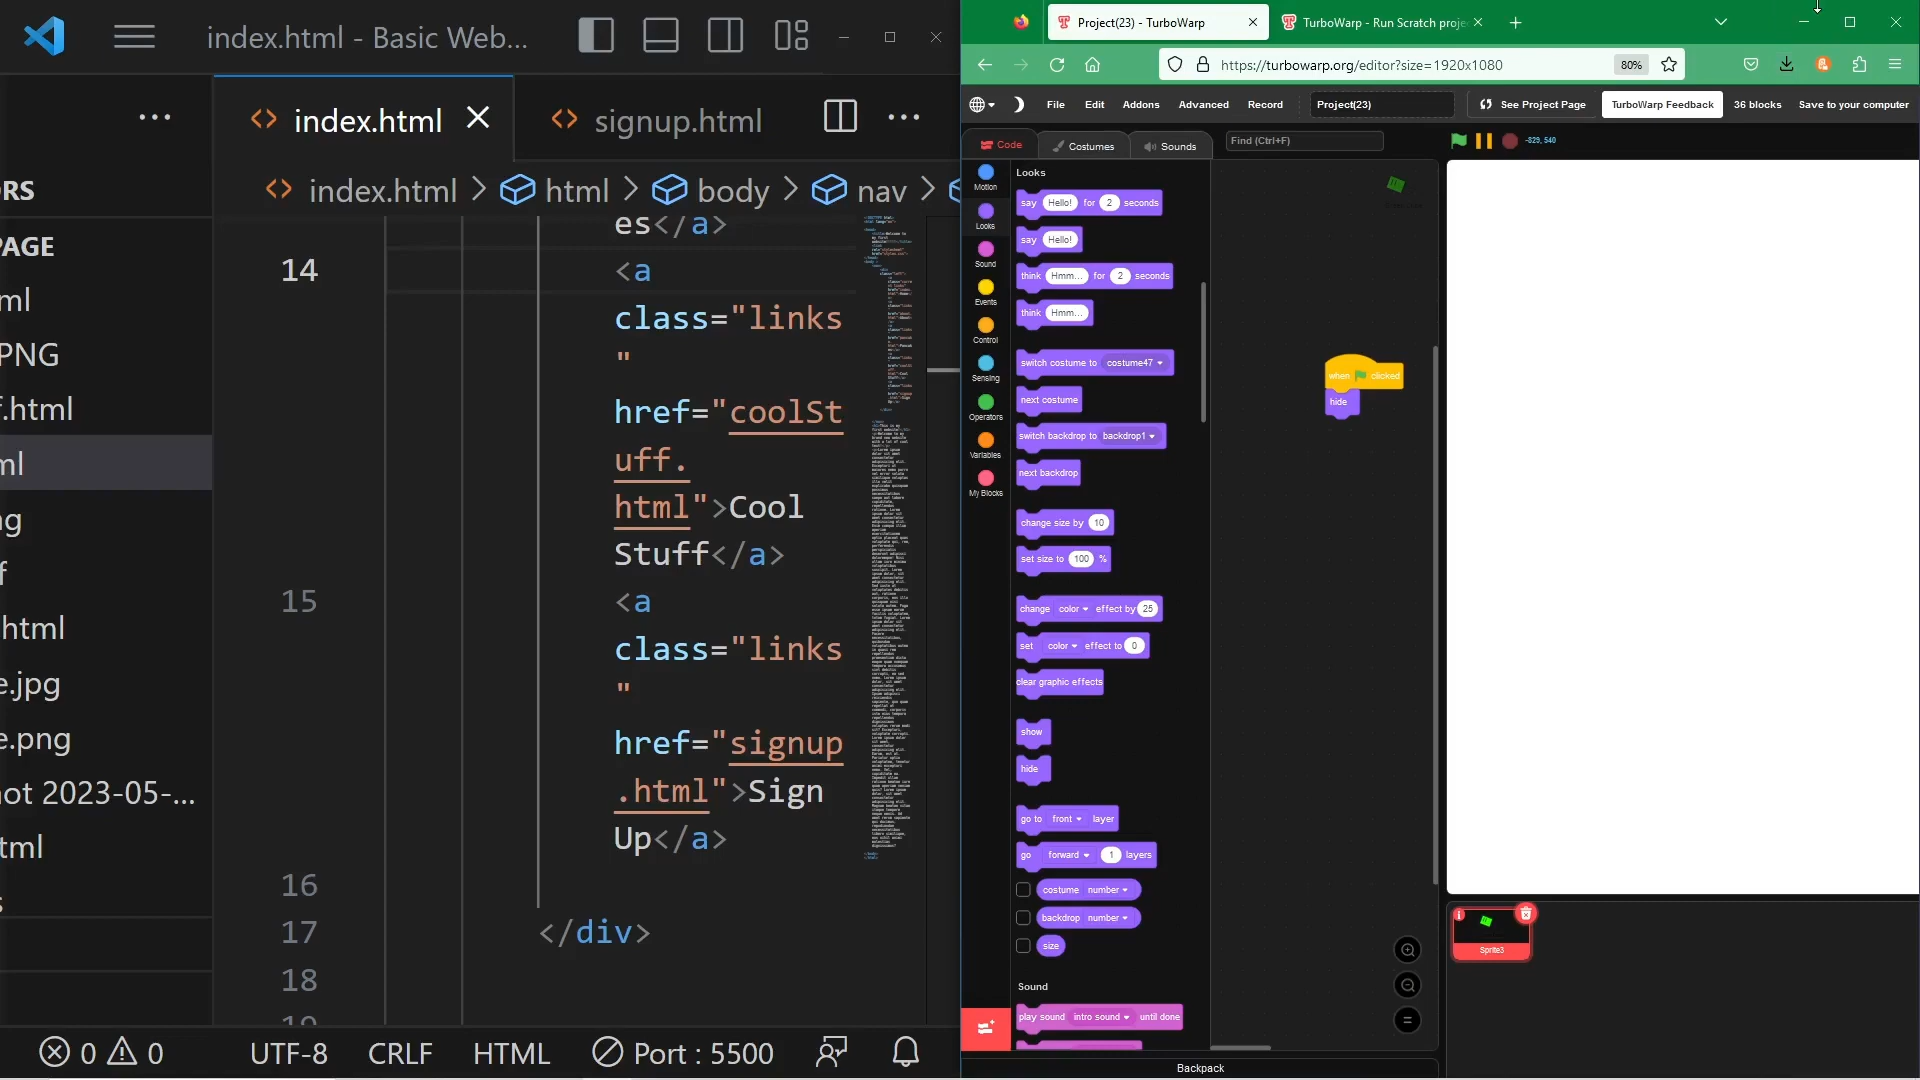 index.html - Basic Web...
RS
PAGE
ml
PNG
f.html
ml
ng
f
html
e.jpg
e.png
ot 2023-05-...
tml
s
index.html
signup.html
index.html > html > body > nav >
es</a>
14 <a
class="links
"
href="coolSt
uff.
html">Cool
Stuff</a>
15 <a
class="links
"
href="signup
.html">Sign
Up</a>
16
17 </div>
18
19
0 0 UTF-8 CRLF HTML Port : 5500
Project(23) - TurboWarp
TurboWarp - Run Scratch proje
https://turbowarp.org/editor?size=1920x1080 80%
File Edit Addons Advanced Record Project(23) See Project Page TurboWarp Feedback 36 blocks Save to your computer
Code Costumes Sounds Find (Ctrl+F)
-829, 540
Motion
Looks
Sound
Events
Control
Sensing
Operators
Variables
My Blocks
Looks
say Hello! for 2 seconds
say Hello!
think Hmm... for 2 seconds
think Hmm...
switch costume to costume47
next costume
switch backdrop to backdrop1
next backdrop
change size by 10
set size to 100 %
change color effect by 25
set color effect to 0
clear graphic effects
show
hide
go to front layer
go forward 1 layers
costume number
backdrop number
size
Sound
play sound intro sound until done
when clicked
hide
Sprite3
Backpack